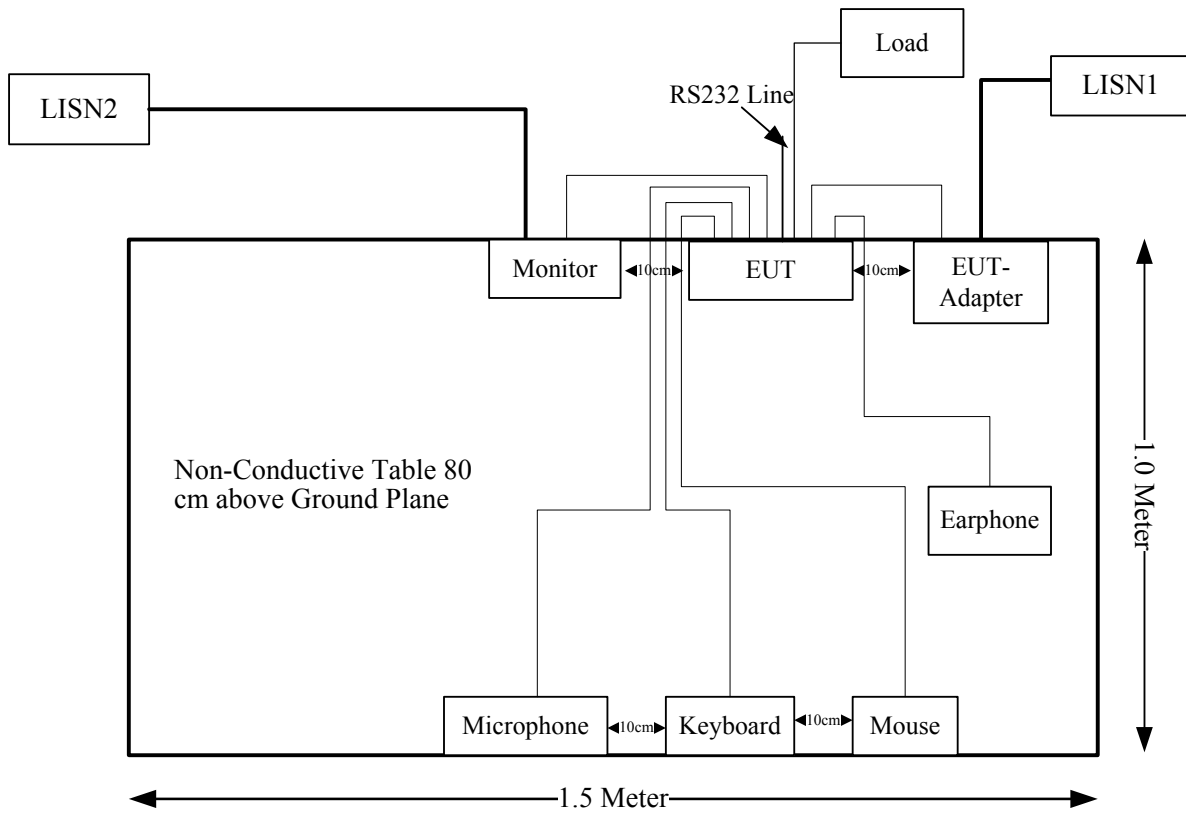 Load
LISN1
LISN2
RS232 Line
Monitor
10cm
EUT
10cm
EUT-
Adapter
Non-Conductive Table 80
cm above Ground Plane
Earphone
1.0 Meter
Microphone
10cm
Keyboard
10cm
Mouse
1.5 Meter